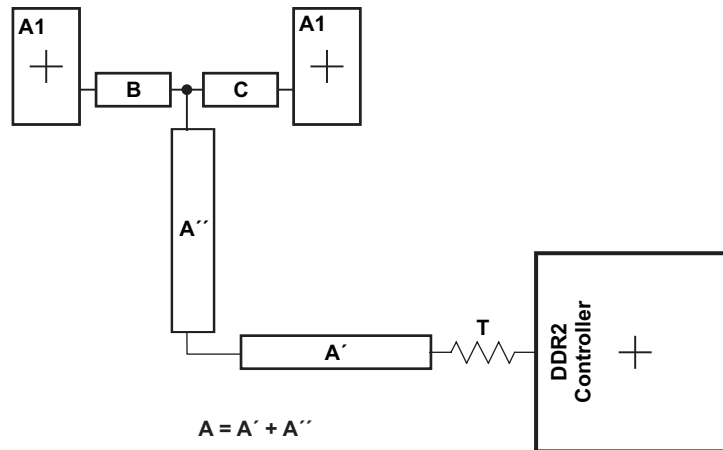 A1
A1
B
C
A´´
T
A´
DDR2
Controller
A = A´ + A´´